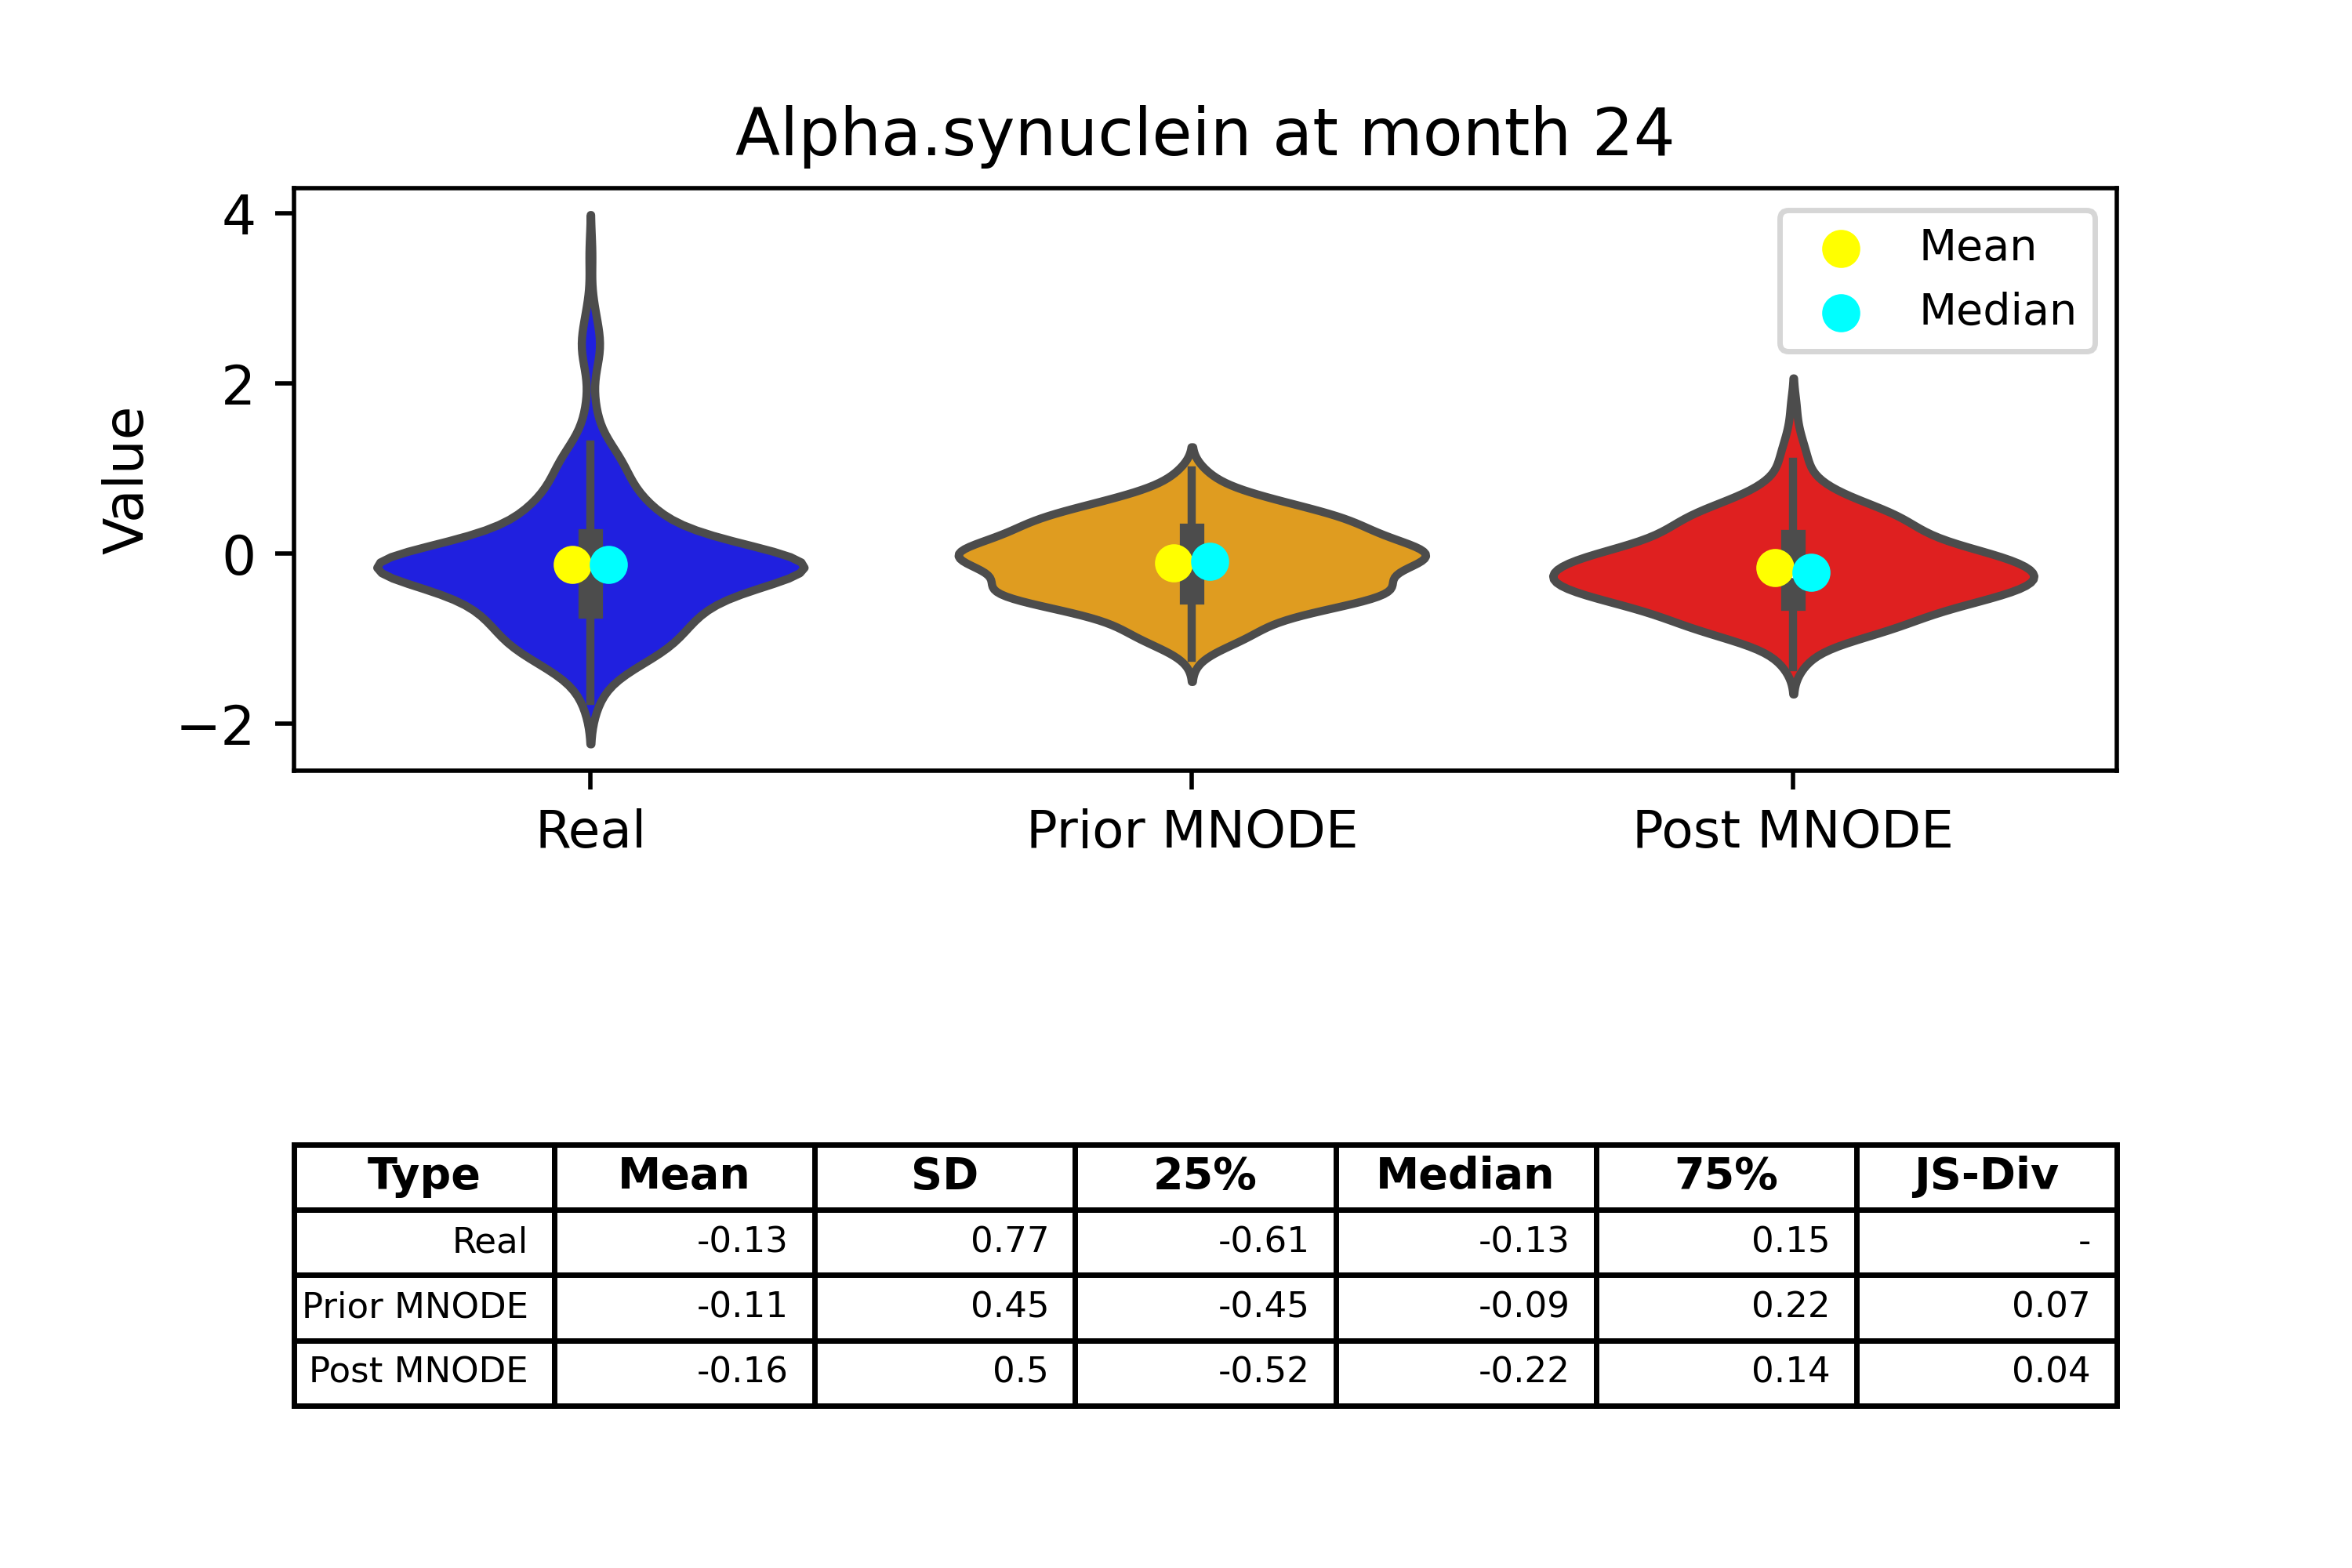 Alpha.synuclein at month 24
4
2
0
−2
Value
Mean
Median
Real Prior MNODE Post MNODE
Type Mean SD 25% Median 75% JS-Div
Real -0.13 0.77 -0.61 -0.13 0.15 -
Prior MNODE -0.11 0.45 -0.45 -0.09 0.22 0.07
Post MNODE -0.16 0.5 -0.52 -0.22 0.14 0.04